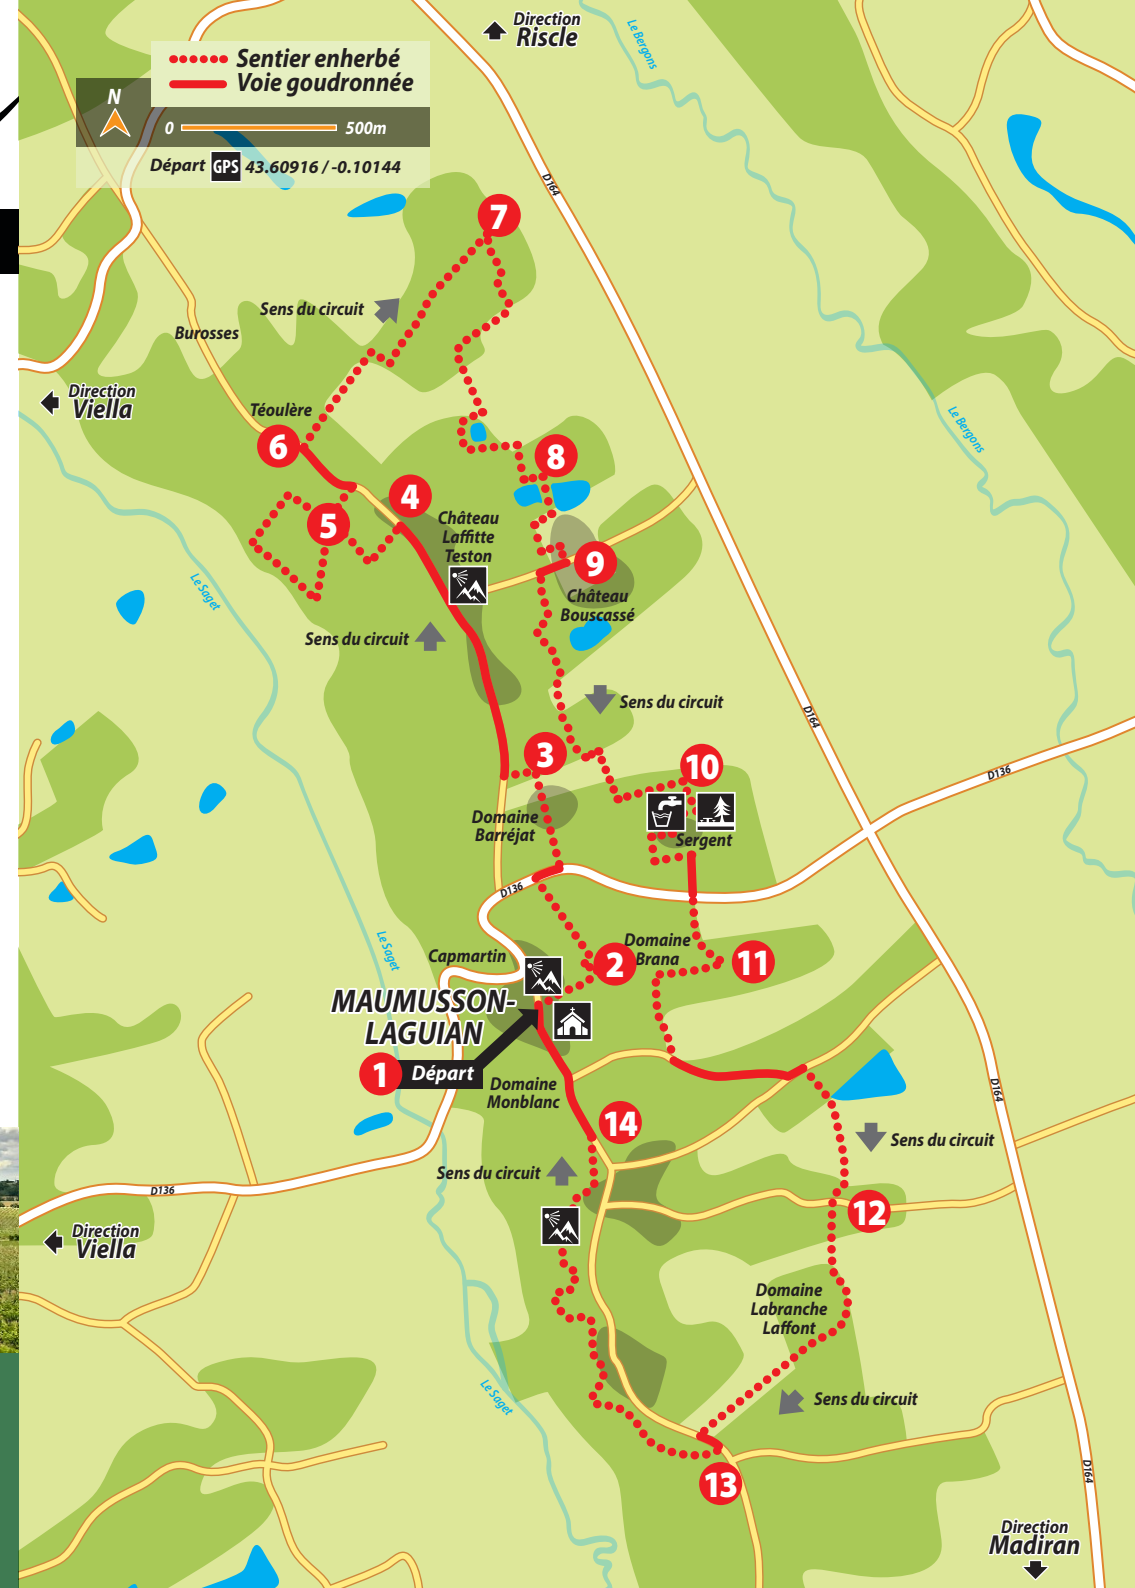 Direction
Riscle
Le Bergons
Sentier enherbé
Voie goudronnée
N
0 500m
Départ GPS 43.60916 / -0.10144
D164
7
Sens du circuit
Burosses
Direction
Viella
Téoulère
6
Le Bergons
8
4
5
Château
Laffitte
Teston
9
Château
Bouscassé
Le Saget
Sens du circuit
Sens du circuit
D164
3
10
D136
Domaine
Barréjat
Sergent
D136
Le Saget
Capmartin
2
Domaine
Brana
11
MAUMUSSON-
LAGUIAN
1 Départ
Domaine
Monblanc
D164
14
Sens du circuit
Sens du circuit
D136
12
Direction
Viella
Domaine
Labranche
Laffont
Le Saget
Sens du circuit
13
D164
Direction
Madiran